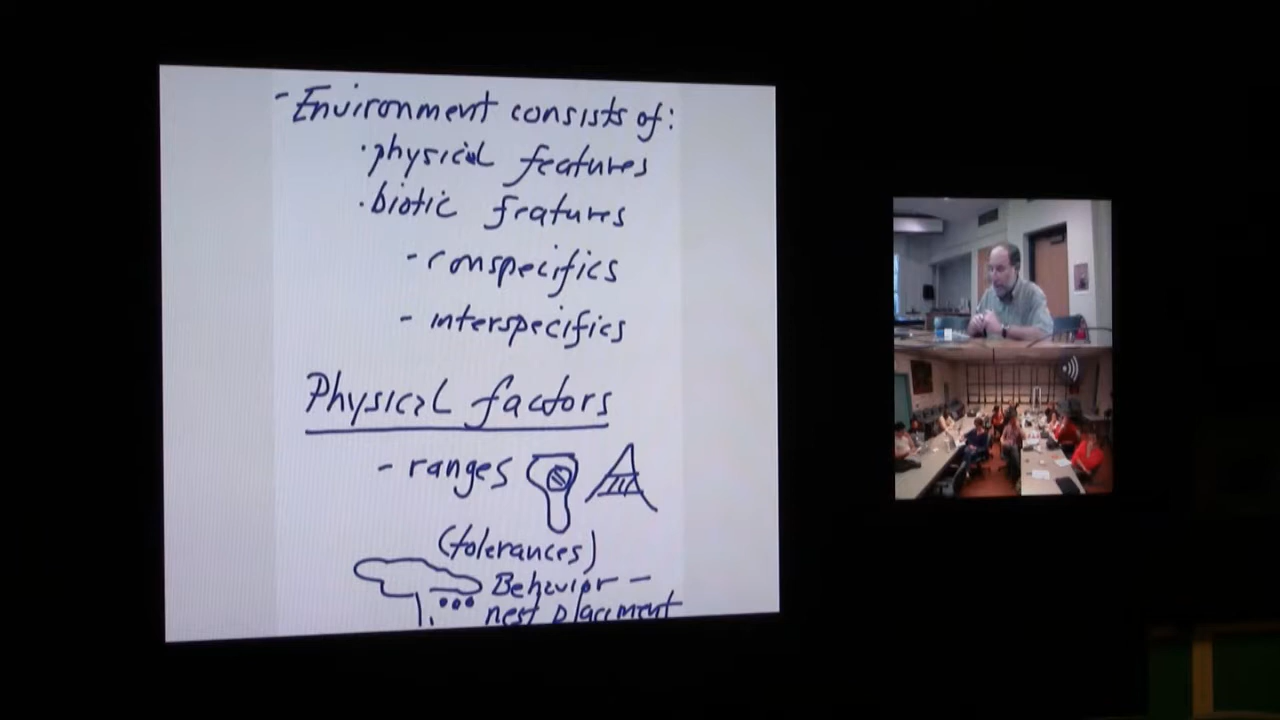 - Environment consists of:
· physical features
· biotic features
- conspecifics
- interspecifics
Physical factors
- ranges
(tolerances)
Behavior -
nest placement